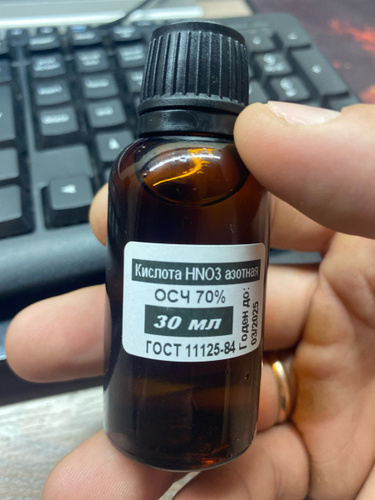 Кислота HNO3 азотная
ОСЧ 70%
30 мл
ГОСТ 11125-84
Годен до:
03/2025